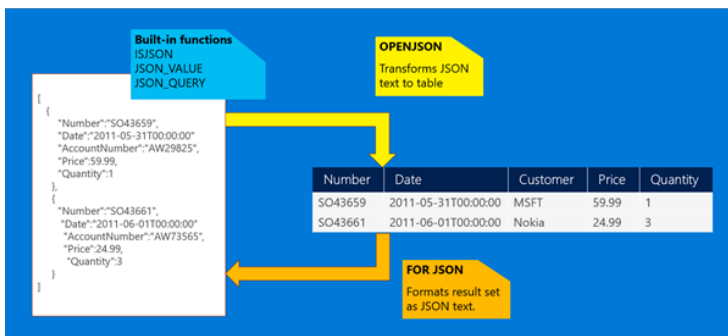 Built-in functions
ISJSON
JSON_VALUE
JSON_QUERY
OPENJSON
Transforms JSON
text to table
[
{
"Number":"SO43659",
"Date":"2011-05-31T00:00:00"
"AccountNumber":"AW29825",
"Price":59.99,
"Quantity":1
},
{
"Number":"SO43661",
"Date":"2011-06-01T00:00:00"
"AccountNumber":"AW73565",
"Price":24.99,
"Quantity":3
}
]
Number Date Customer Price Quantity
SO43659 2011-05-31T00:00:00 MSFT 59.99 1
SO43661 2011-06-01T00:00:00 Nokia 24.99 3
FOR JSON
Formats result set
as JSON text.